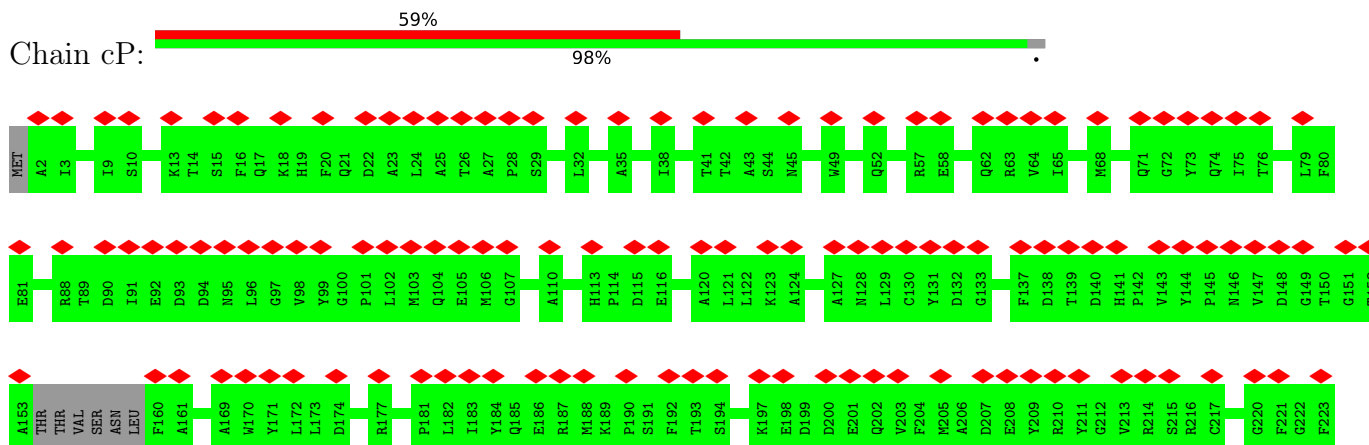 59%
Chain cP:
98%
.
MET A2 I3 I9 S10 K13 T14 S15 F16 Q17 K18 H19 F20 Q21 D22 A23 L24 A25 T26 A27 P28 S29 L32 A35 I38 T41 T42 A43 S44 N45 W49 Q52 R57 E58 Q62 R63 V64 I65 M68 Q71 G72 Y73 Q74 I75 T76 L79 F80
E81 R88 T89 D90 I91 E92 D93 D94 N95 L96 G97 V98 Y99 G100 P101 L102 M103 Q104 E105 M106 G107 A110 H113 P114 D115 E116 A120 L121 L122 K123 A124 A127 N128 L129 C130 Y131 D132 G133 F137 D138 T139 D140 H141 P142 V143 Y144 P145 N146 V147 D148 G149 T150 G151
A153 THR THR VAL SER ASN LEU F160 A161 A169 W170 Y171 L172 L173 D174 R177 P181 L182 I183 Y184 Q185 E186 R187 M188 K189 P190 S191 F192 T193 S194 K197 E198 D199 D200 E201 Q202 V203 F204 M205 A206 D207 E208 Y209 R210 Y211 G212 V213 R214 S215 R216 C217 G220 F221 G222 F223